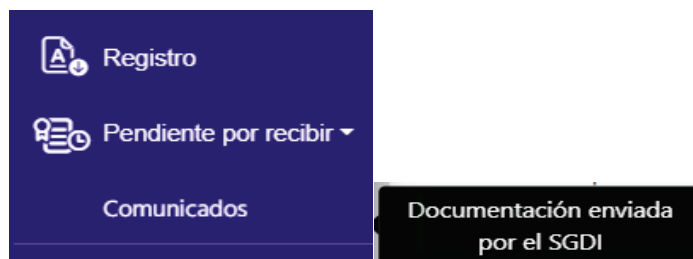 Registro
Pendiente por recibir
Comunicados
Documentación enviada
por el SGDI